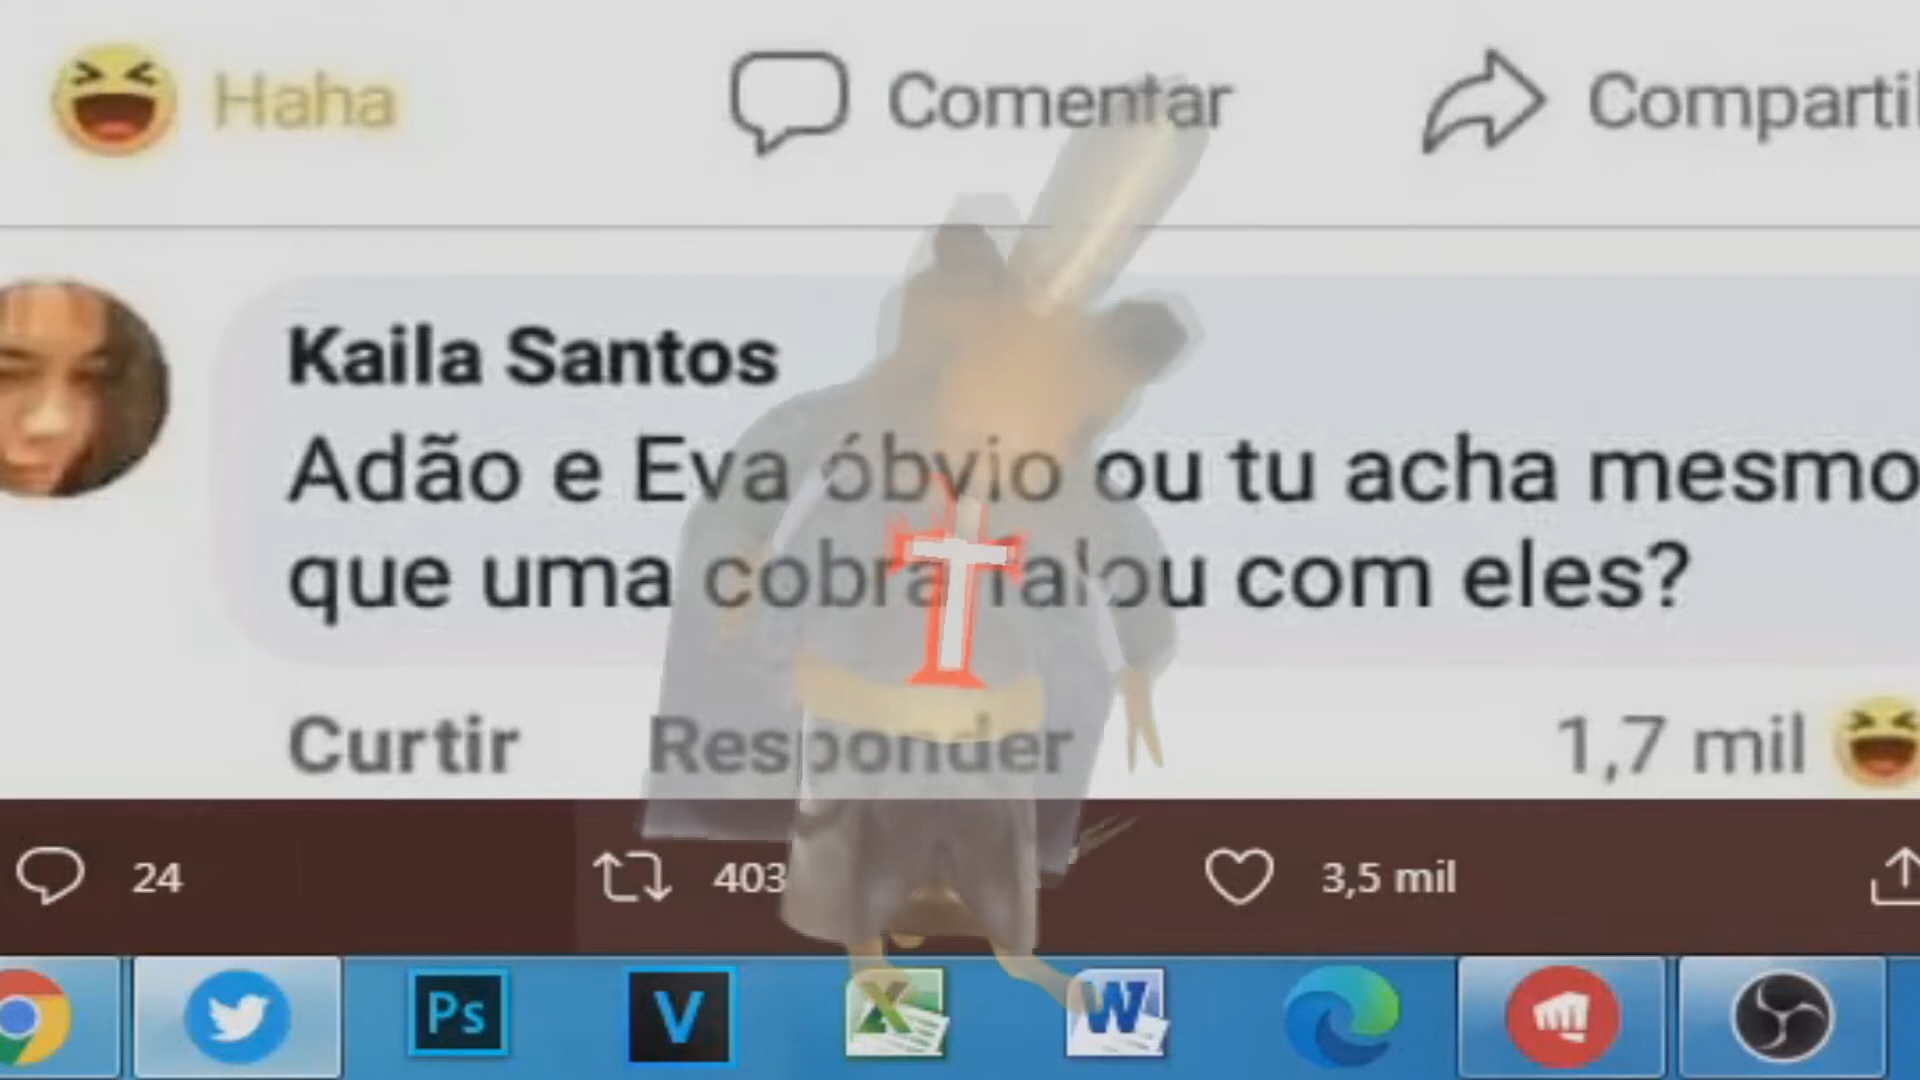 Haha Comentar Compartil
Kaila Santos
Adão e Eva óbvio ou tu acha mesmo
que uma cobra falou com eles?
Curtir Responder 1,7 mil
24 403 3,5 mil
Ps V X W